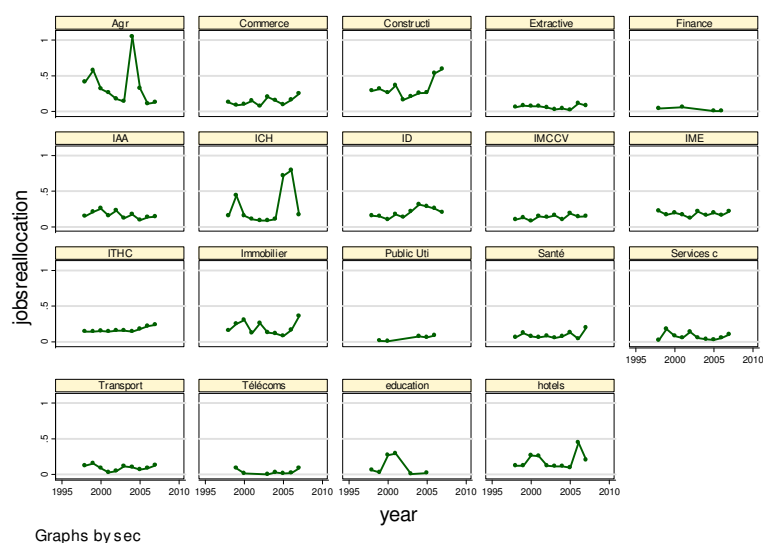 Agr
Commerce
Constructi
Extractive
Finance
0 .5 1
IAA
ICH
ID
IMCCV
IME
0 .5 1
ITHC
Immobilier
Public Uti
Santé
Services c
0 .5 1
1995 2000 2005 2010
Transport
Télécoms
education
hotels
0 .5 1
1995 2000 2005 2010
1995 2000 2005 2010
1995 2000 2005 2010
1995 2000 2005 2010
jobsreallocation
year
Graphs by sec